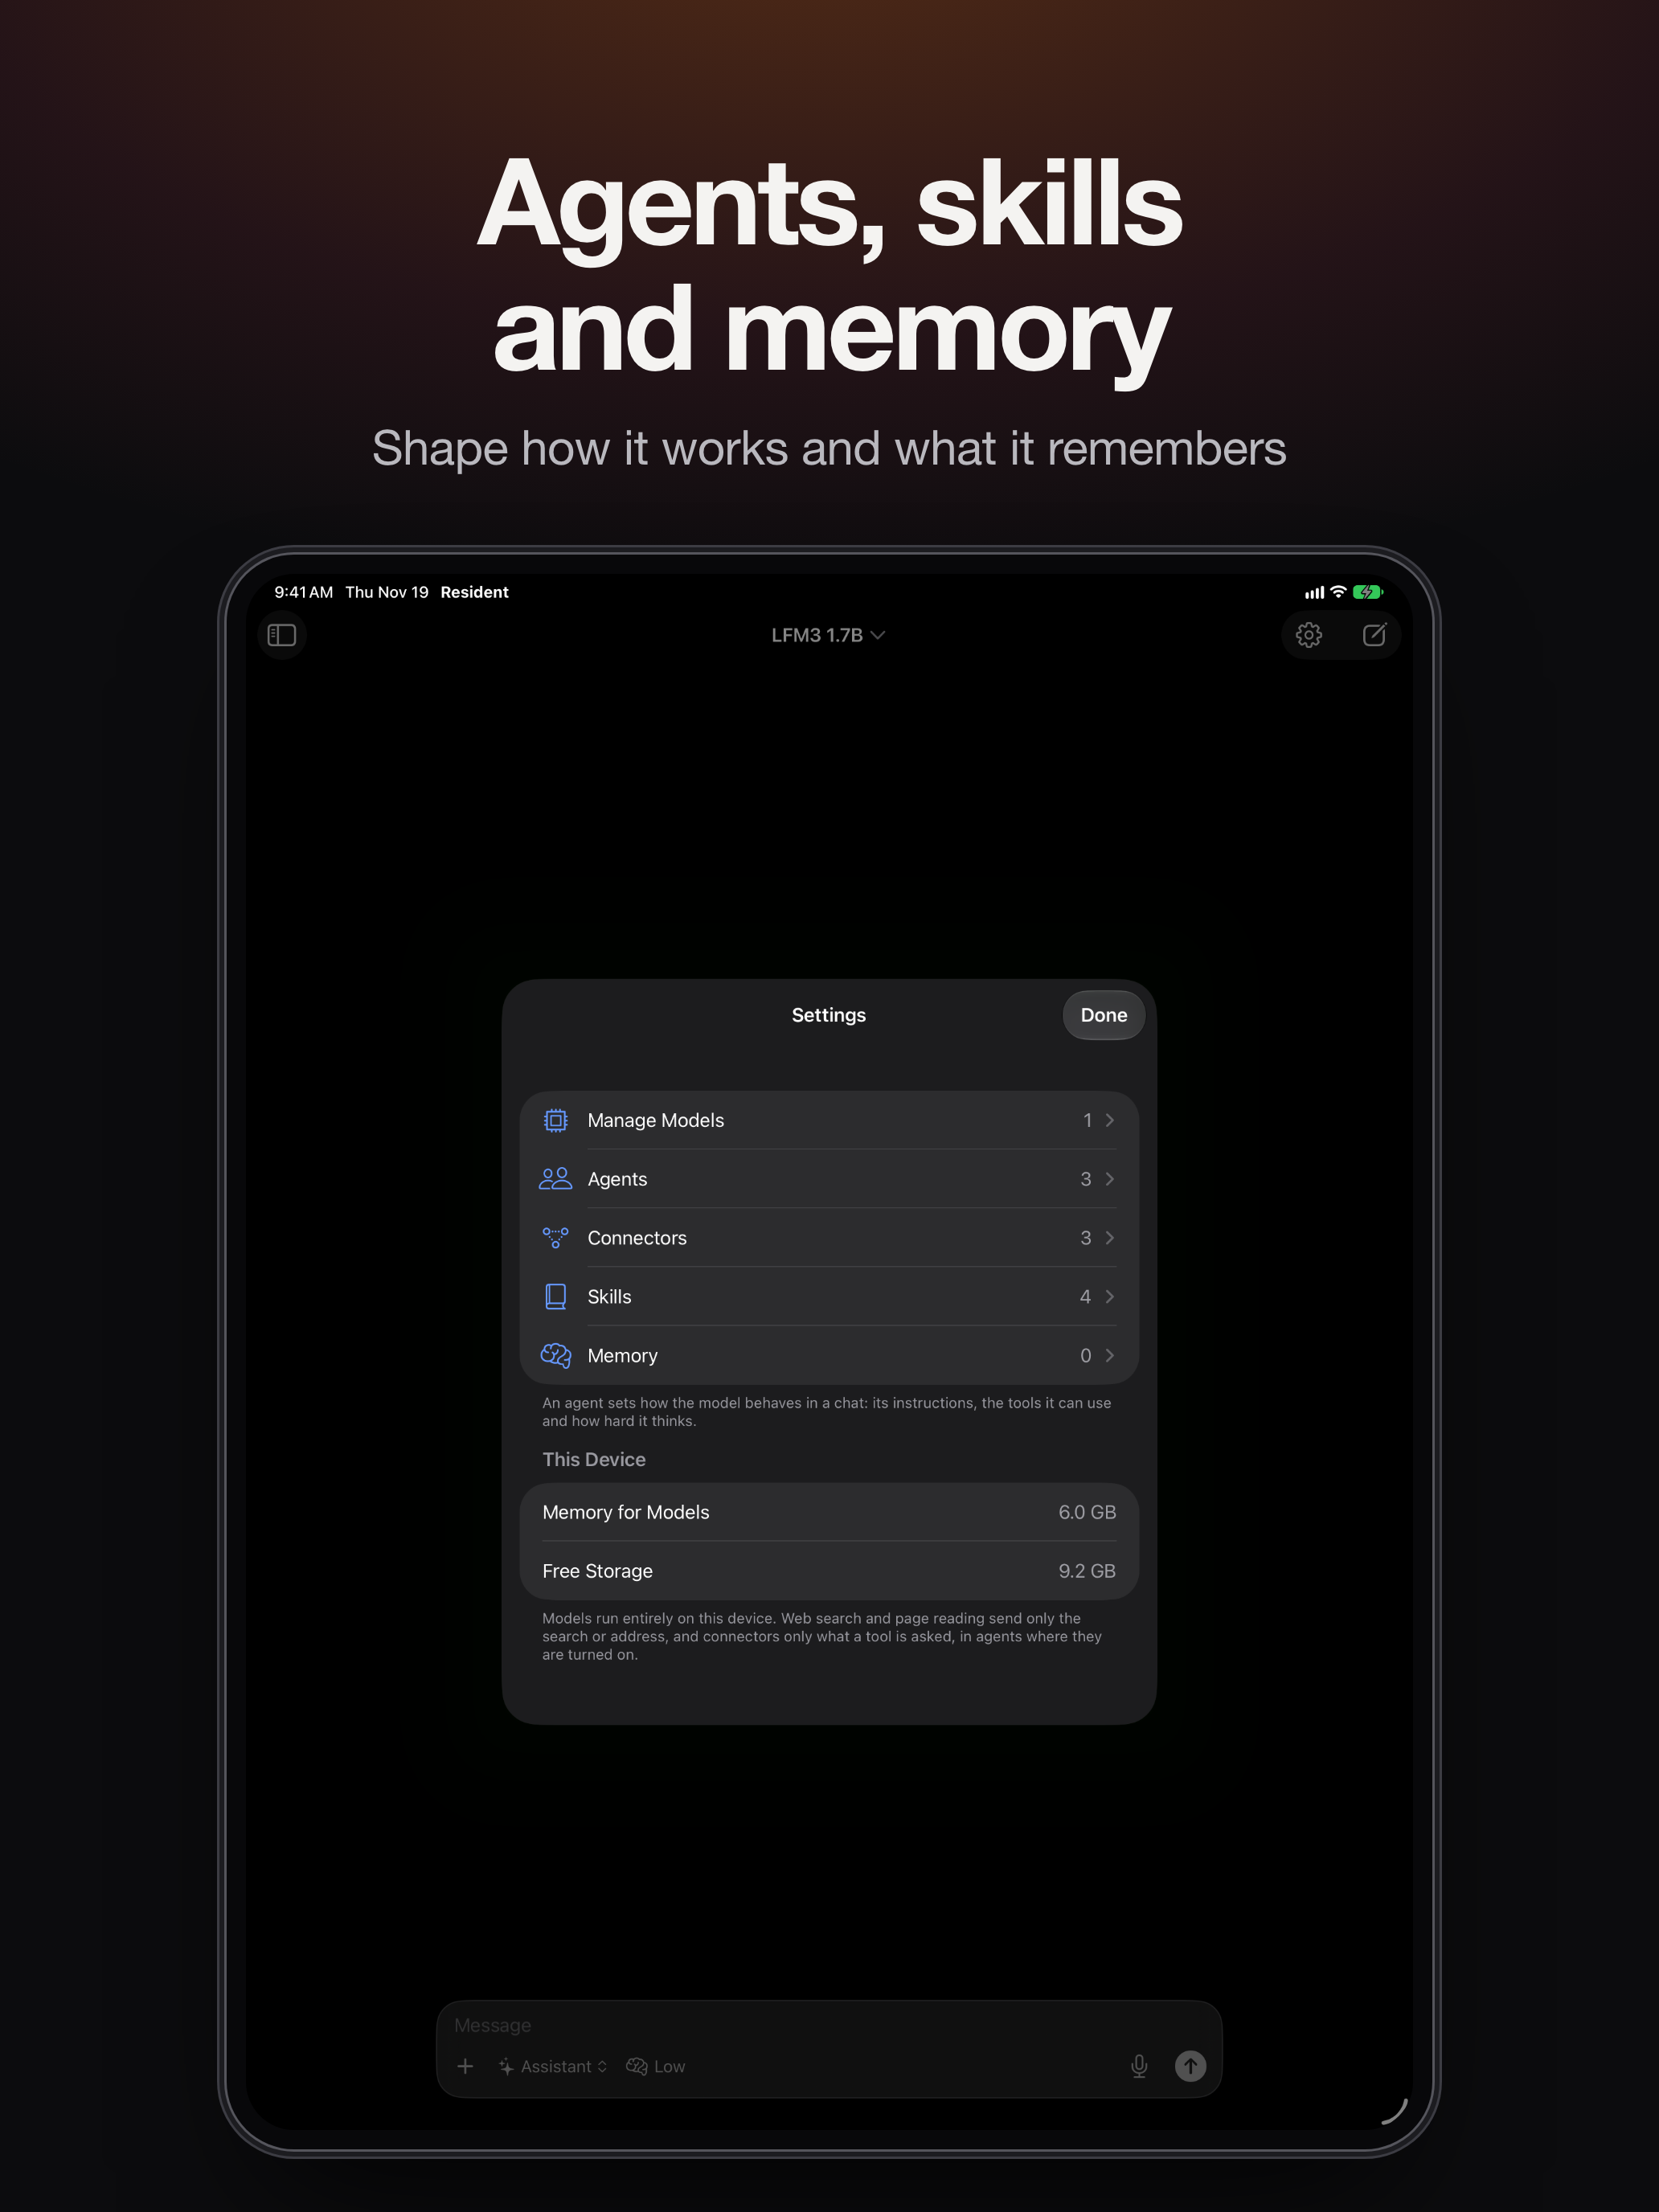 Agents, skills
and memory
Shape how it works and what it remembers
9:41 AM Thu Nov 19 Resident
LFM3 1.7B
Settings
Done
Manage Models 1
Agents 3
Connectors 3
Skills 4
Memory 0
An agent sets how the model behaves in a chat: its instructions, the tools it can use
and how hard it thinks.
This Device
Memory for Models 6.0 GB
Free Storage 9.2 GB
Models run entirely on this device. Web search and page reading send only the
search or address, and connectors only what a tool is asked, in agents where they
are turned on.
Message
Assistant Low